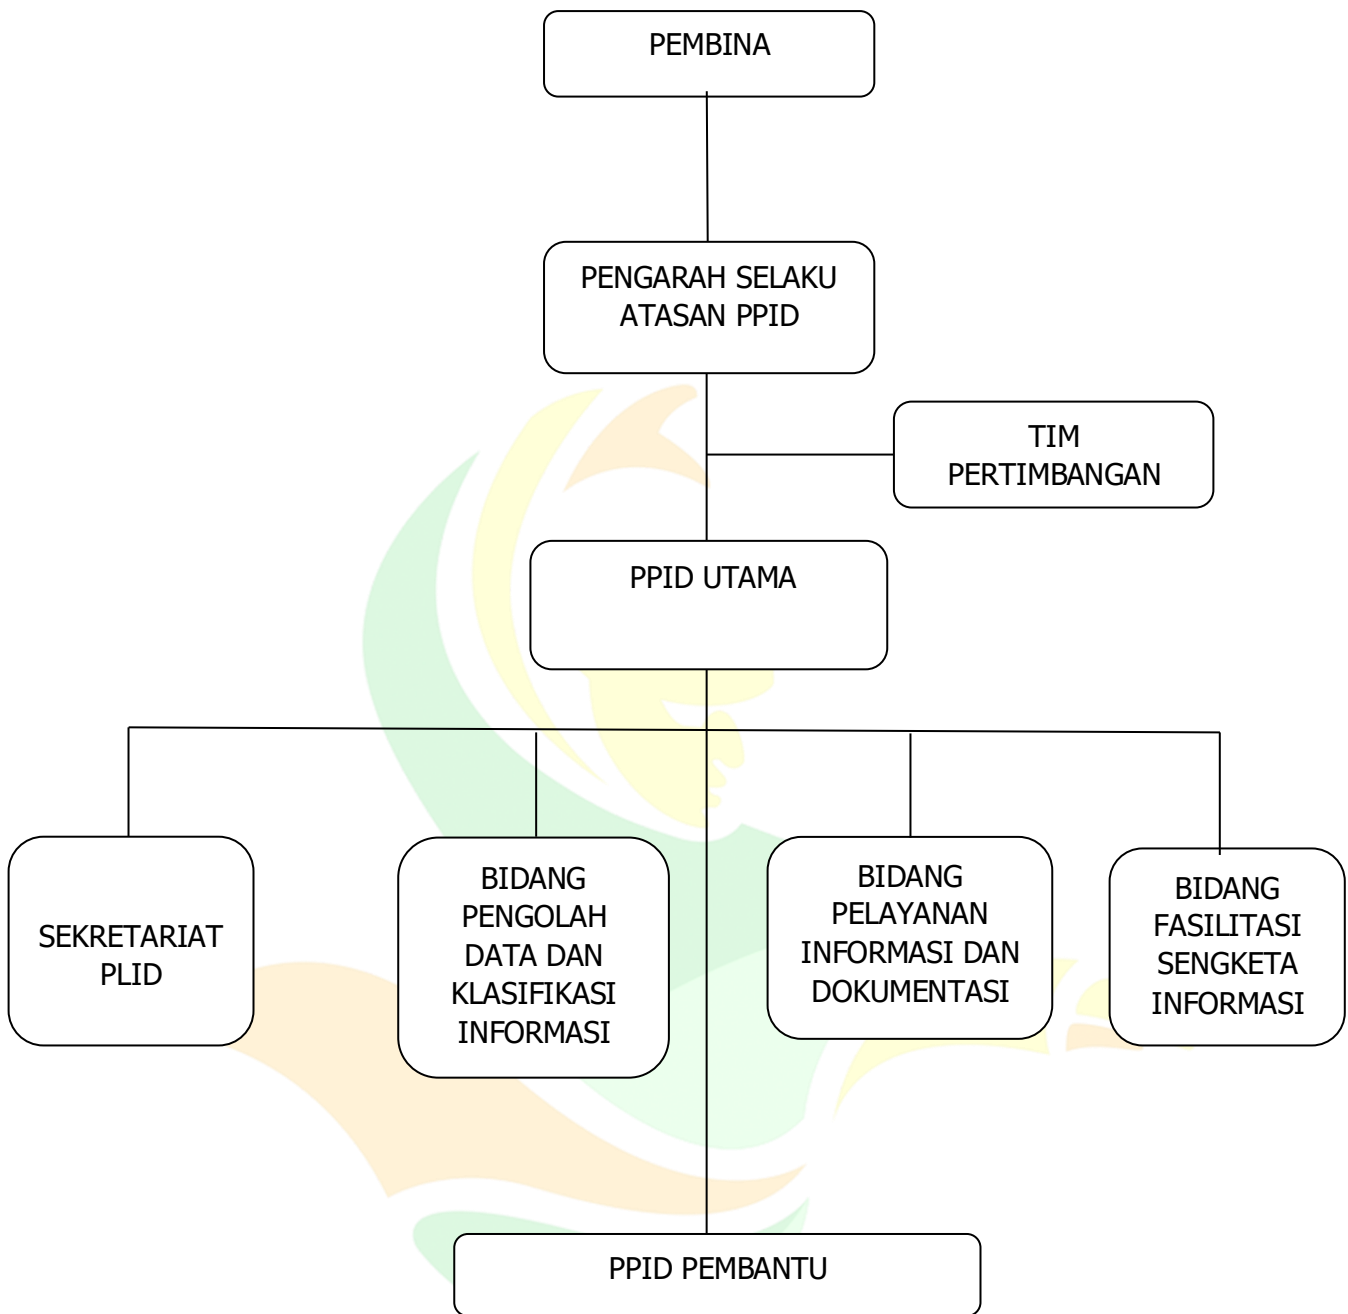 PEMBINA
PENGARAH SELAKU
ATASAN PPID
TIM
PERTIMBANGAN
PPID UTAMA
SEKRETARIAT
PLID
BIDANG
PENGOLAH
DATA DAN
KLASIFIKASI
INFORMASI
BIDANG
PELAYANAN
INFORMASI DAN
DOKUMENTASI
BIDANG
FASILITASI
SENGKETA
INFORMASI
PPID PEMBANTU